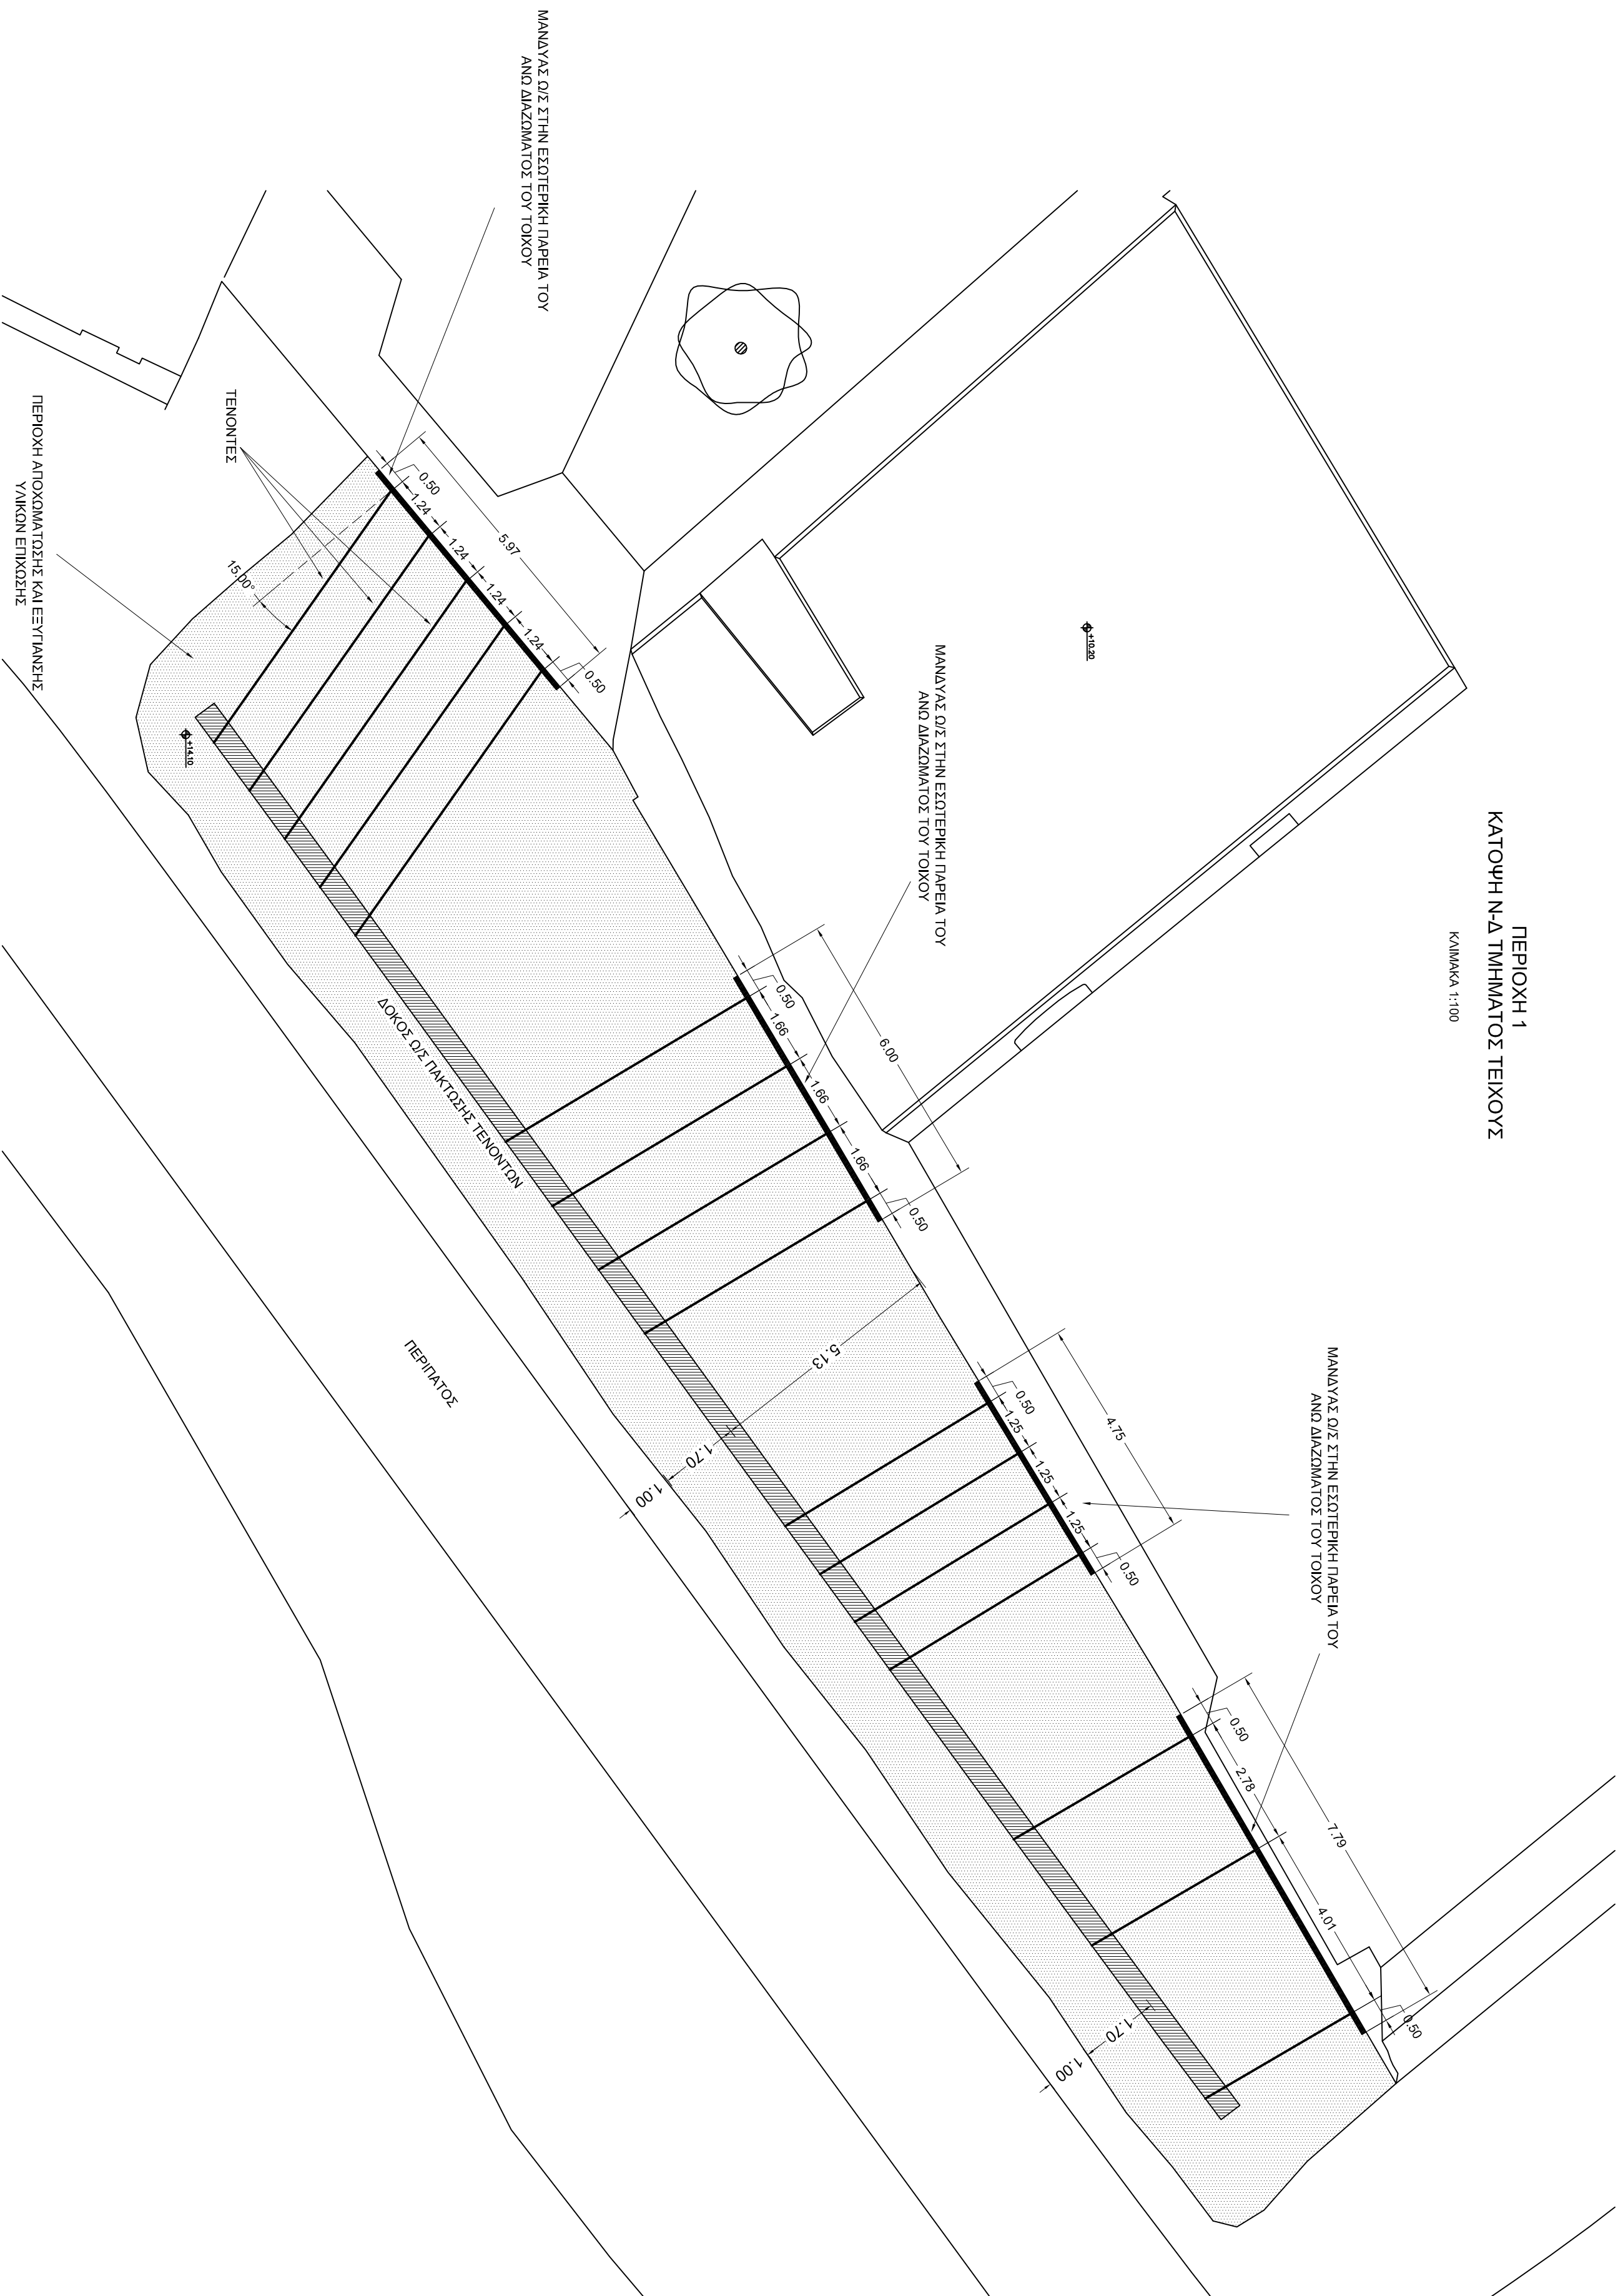 ΠΕΡΙΟΧΗ 1
ΚΑΤΟΨΗ Ν-Δ ΤΜΗΜΑΤΟΣ ΤΕΙΧΟΥΣ
ΚΛΙΜΑΚΑ 1:100
ΜΑΝΔΥΑΣ Ω/Σ ΣΤΗΝ ΕΣΩΤΕΡΙΚΗ ΠΑΡΕΙΑ ΤΟΥ
ΑΝΩ ΔΙΑΖΩΜΑΤΟΣ ΤΟΥ ΤΟΙΧΟΥ
+10.20
ΜΑΝΔΥΑΣ Ω/Σ ΣΤΗΝ ΕΣΩΤΕΡΙΚΗ ΠΑΡΕΙΑ ΤΟΥ
ΑΝΩ ΔΙΑΖΩΜΑΤΟΣ ΤΟΥ ΤΟΙΧΟΥ
ΜΑΝΔΥΑΣ Ω/Σ ΣΤΗΝ ΕΣΩΤΕΡΙΚΗ ΠΑΡΕΙΑ ΤΟΥ
ΑΝΩ ΔΙΑΖΩΜΑΤΟΣ ΤΟΥ ΤΟΙΧΟΥ
5.97
0.50
1.24
1.24
1.24
1.24
0.50
6.00
0.50
1.66
1.66
1.66
0.50
4.75
0.50
1.25
1.25
1.25
0.50
7.79
0.50
2.78
4.01
0.50
5.13
1.70
1.00
1.70
1.00
15.00°
ΤΕΝΟΝΤΕΣ
+14.10
ΔΟΚΟΣ Ω/Σ ΠΑΚΤΩΣΗΣ ΤΕΝΟΝΤΩΝ
ΠΕΡΙΠΑΤΟΣ
ΠΕΡΙΟΧΗ ΑΠΟΧΩΜΑΤΩΣΗΣ ΚΑΙ ΕΞΥΓΙΑΝΣΗΣ
ΥΛΙΚΩΝ ΕΠΙΧΩΣΗΣ